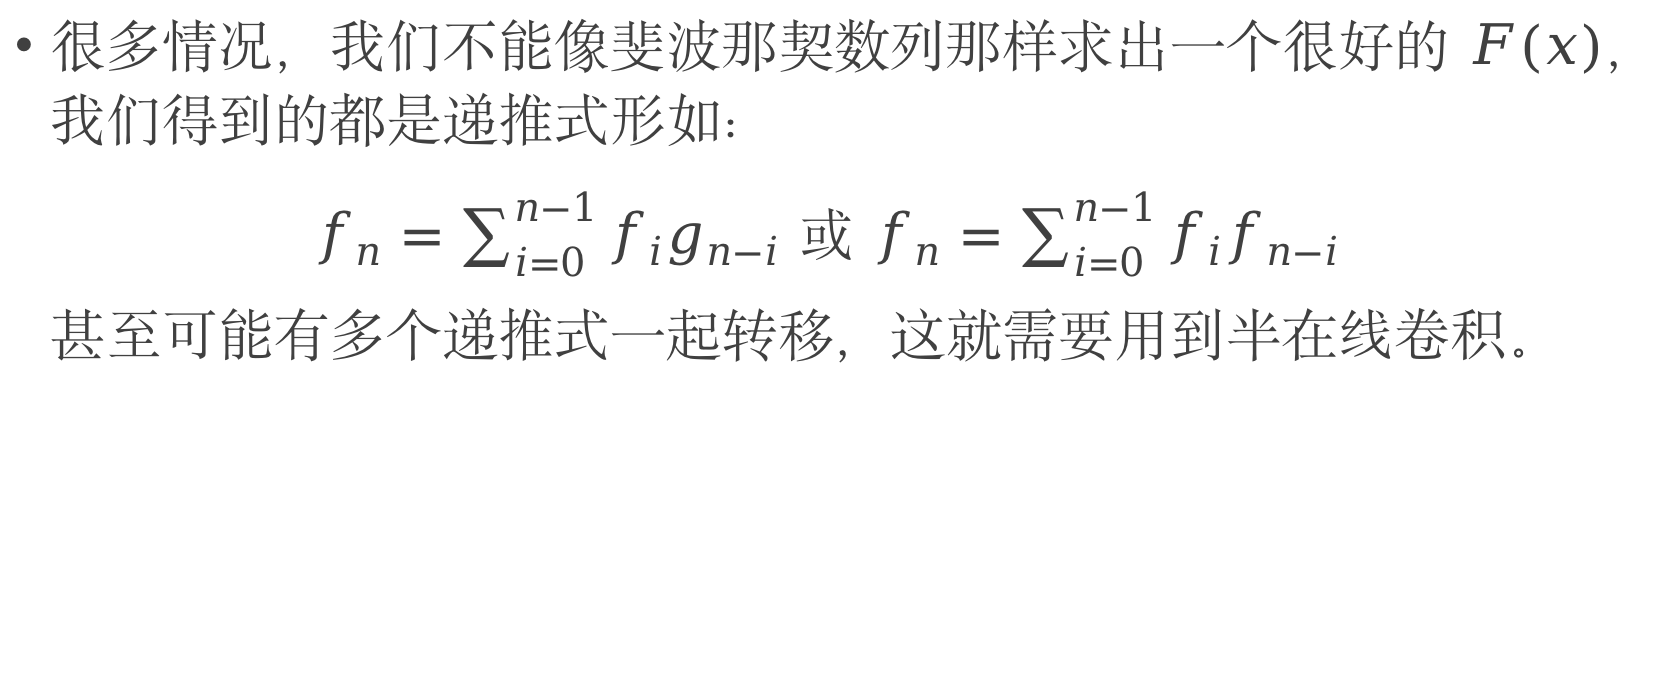 • 很多情况，我们不能像斐波那契数列那样求出一个很好的 F(x)，
我们得到的都是递推式形如：
f_n = ∑_{i=0}^{n−1} f_i g_{n−i} 或 f_n = ∑_{i=0}^{n−1} f_i f_{n−i}
甚至可能有多个递推式一起转移，这就需要用到半在线卷积。